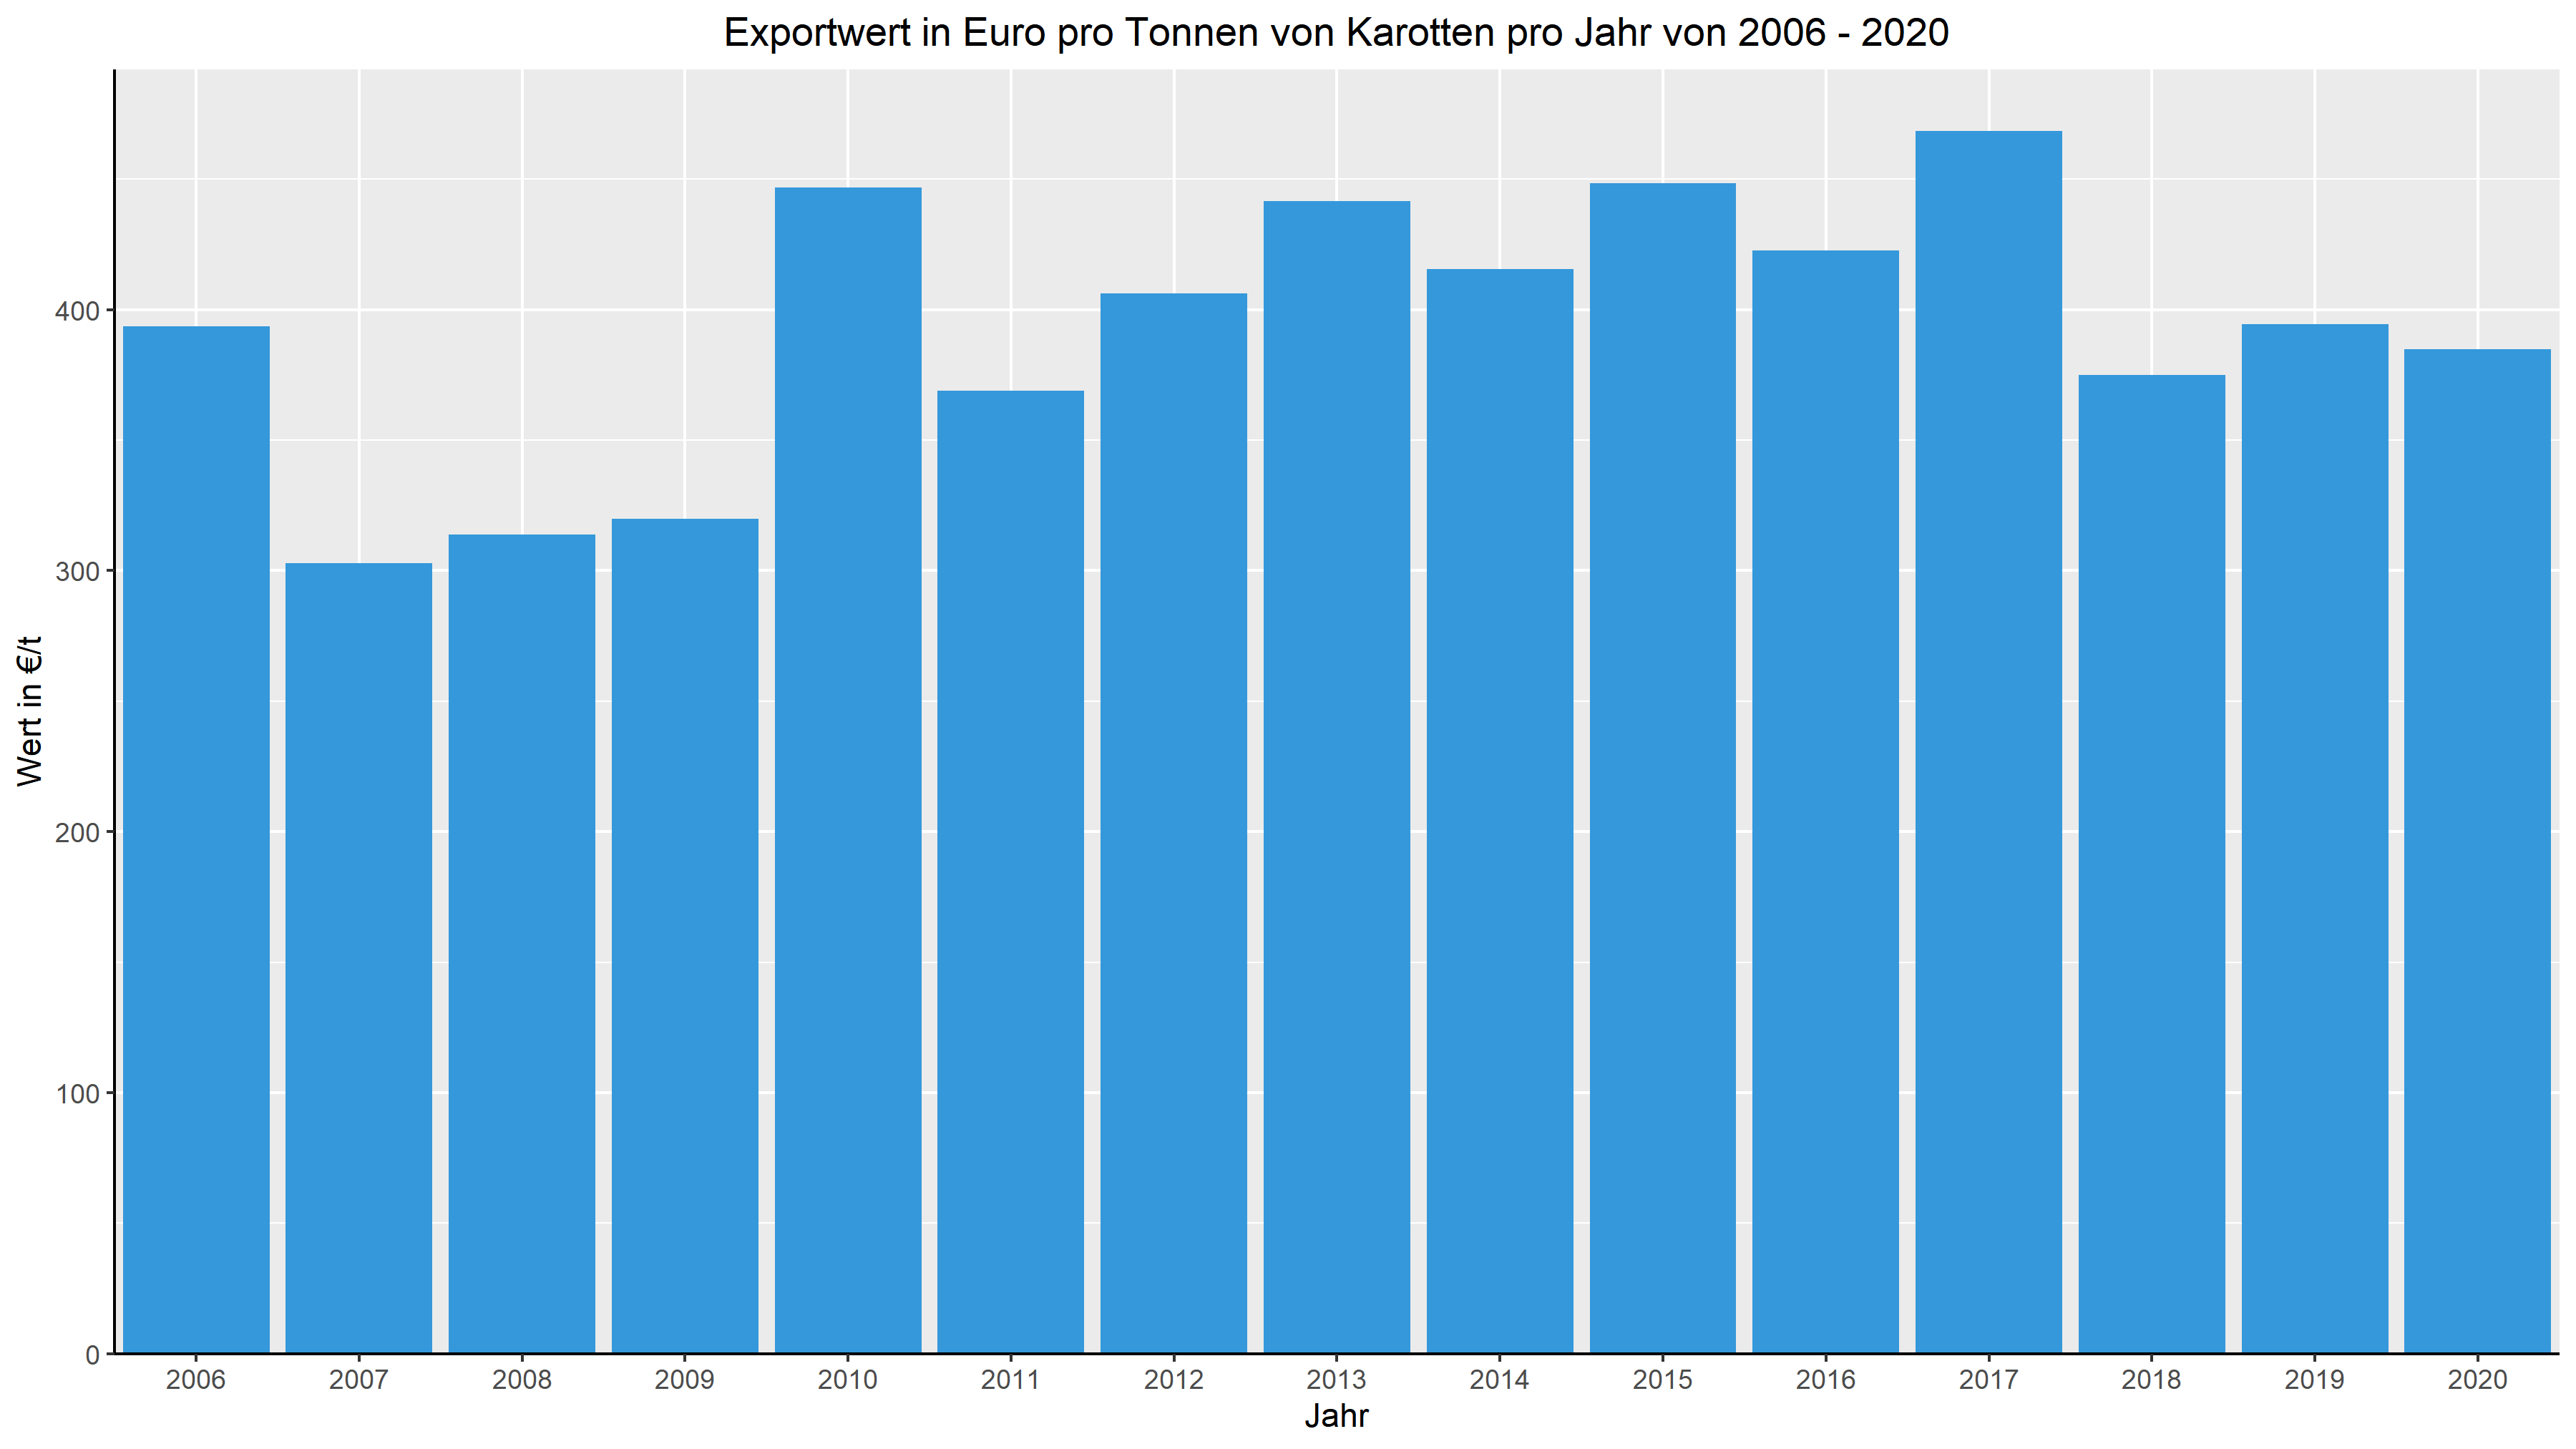 Exportwert in Euro pro Tonnen von Karotten pro Jahr von 2006 - 2020
Wert in €/t
400
300
200
100
0
2006 2007 2008 2009 2010 2011 2012 2013 2014 2015 2016 2017 2018 2019 2020
Jahr